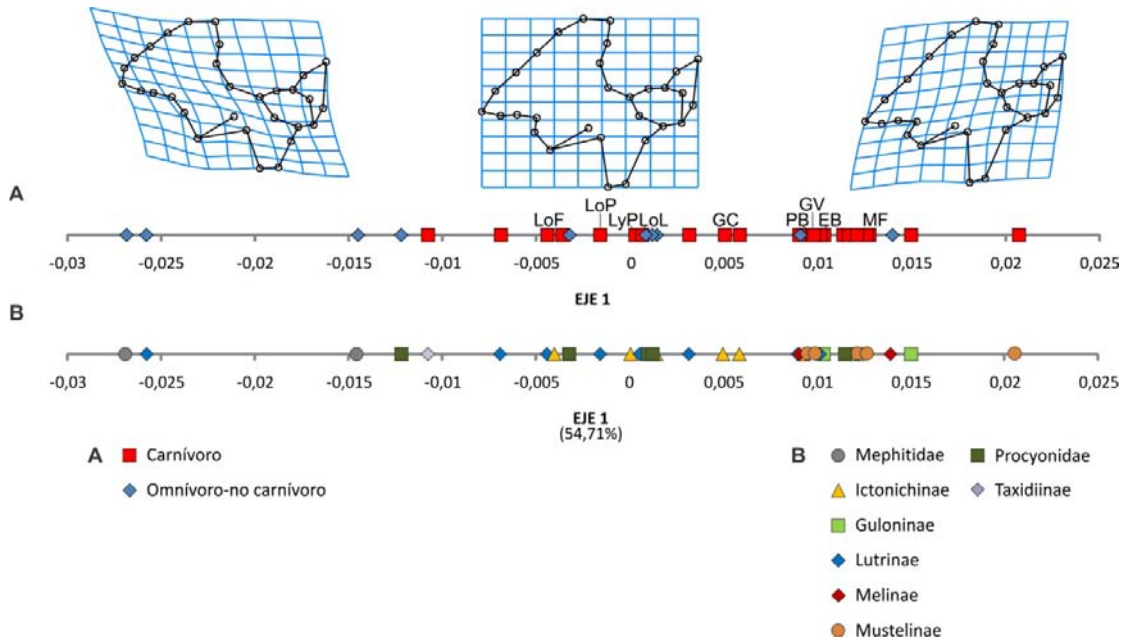 A
LoP
GV
LoF LyP LoL GC PB EB MF
-0,03 -0,025 -0,02 -0,015 -0,01 -0,005 0 0,005 0,01 0,015 0,02 0,025
EJE 1
B
-0,03 -0,025 -0,02 -0,015 -0,01 -0,005 0 0,005 0,01 0,015 0,02 0,025
EJE 1
(54,71%)
A Carnívoro
Omnívoro-no carnívoro
B Mephitidae Procyonidae
Ictonichinae Taxidiinae
Guloninae
Lutrinae
Melinae
Mustelinae